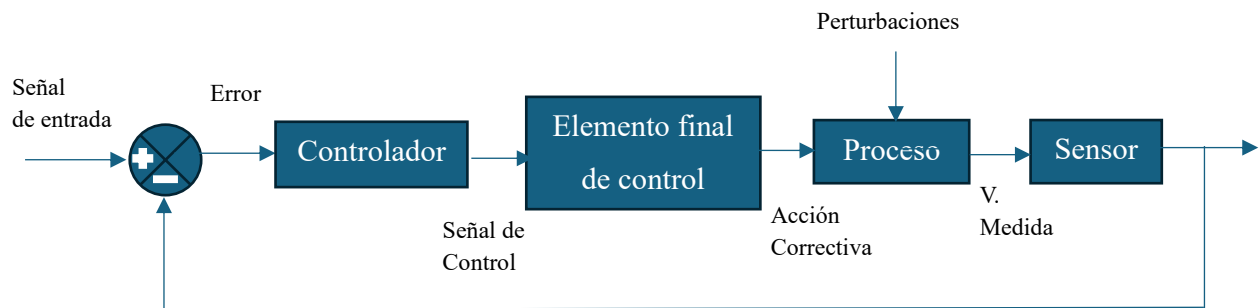 Perturbaciones
Señal
de entrada
Error
Controlador
Elemento final
de control
Proceso
Sensor
Señal de
Control
Acción
Correctiva
V.
Medida